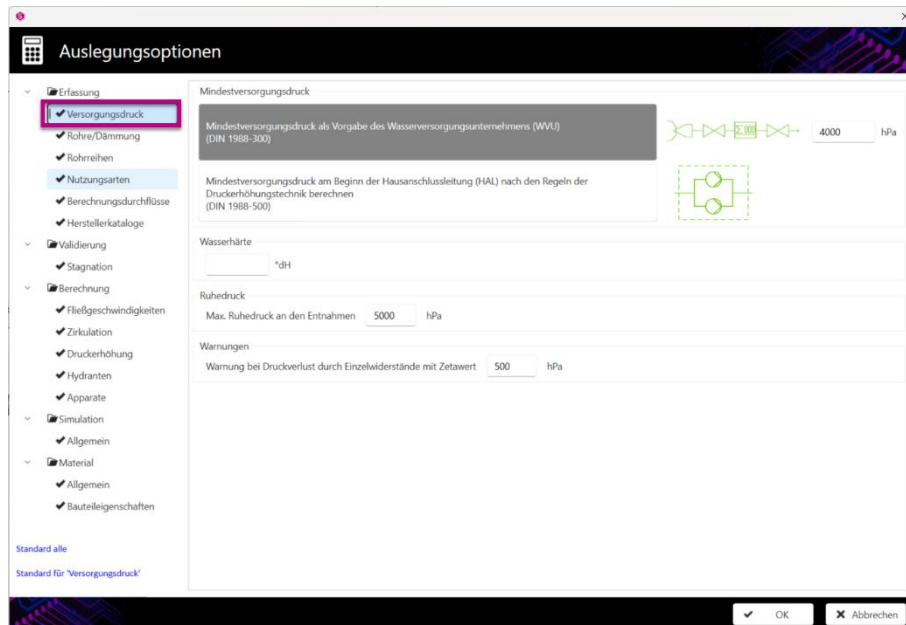 Auslegungsoptionen
Erfassung
Versorgungsdruck
Rohre/Dämmung
Rohrreihen
Nutzungsarten
Berechnungsdurchflüsse
Herstellerkataloge
Validierung
Stagnation
Berechnung
Fließgeschwindigkeiten
Zirkulation
Druckerhöhung
Hydranten
Apparate
Simulation
Allgemein
Material
Allgemein
Bauteileigenschaften
Standard alle
Standard für 'Versorgungsdruck'
Mindestversorgungsdruck
Mindestversorgungsdruck als Vorgabe des Wasserversorgungsunternehmens (WVU)
(DIN 1988-300)
4000 hPa
Mindestversorgungsdruck am Beginn der Hausanschlussleitung (HAL) nach den Regeln der
Druckerhöhungstechnik berechnen
(DIN 1988-500)
Wasserhärte
°dH
Ruhedruck
Max. Ruhedruck an den Entnahmen 5000 hPa
Warnungen
Warnung bei Druckverlust durch Einzelwiderstände mit Zetawert 500 hPa
OK
Abbrechen